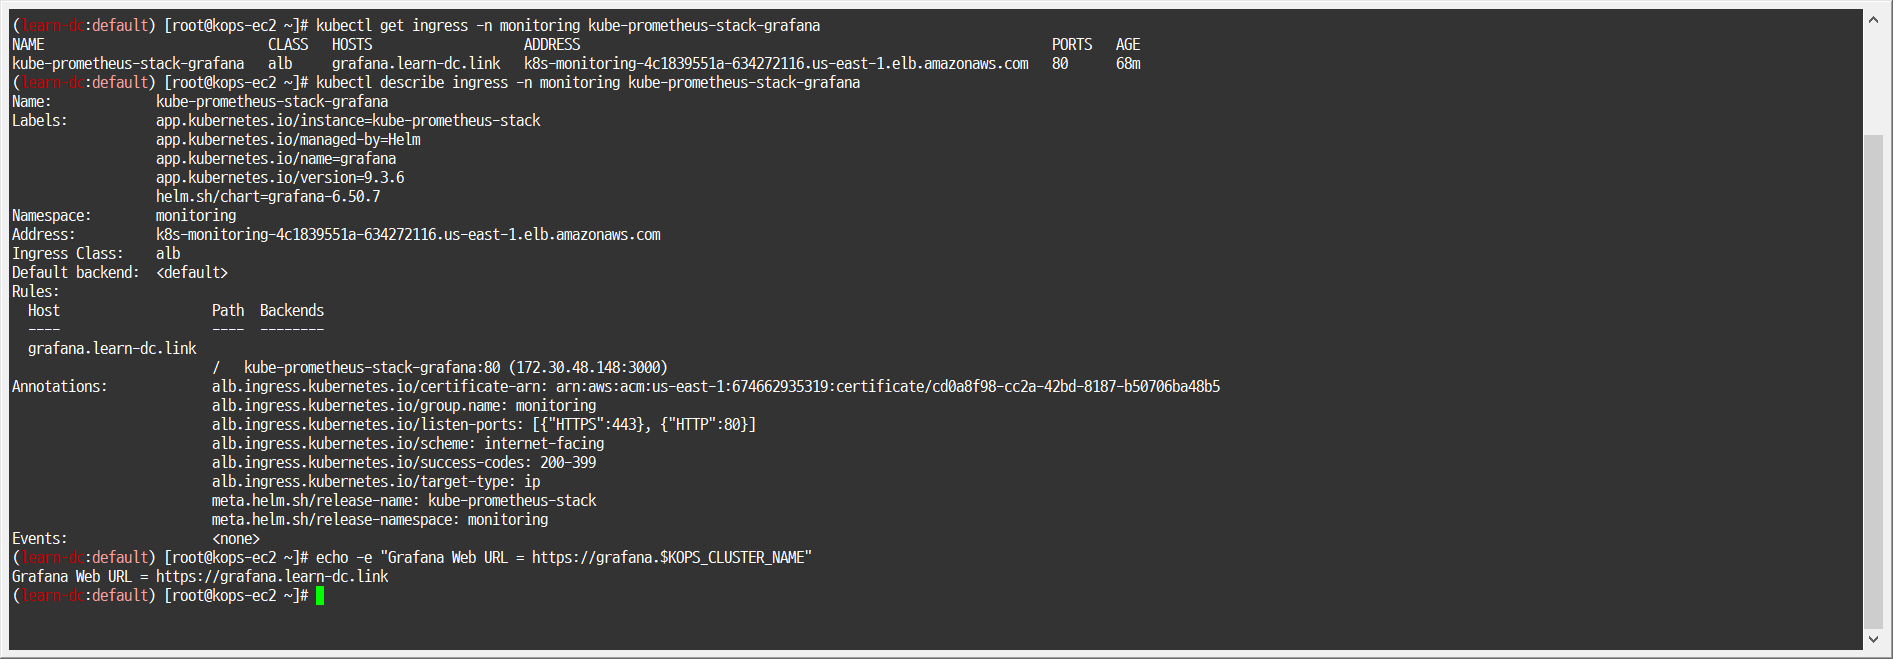 (learn-dc:default) [root@kops-ec2 ~]# kubectl get ingress -n monitoring kube-prometheus-stack-grafana
NAME CLASS HOSTS ADDRESS PORTS AGE
kube-prometheus-stack-grafana alb grafana.learn-dc.link k8s-monitoring-4c1839551a-634272116.us-east-1.elb.amazonaws.com 80 68m
(learn-dc:default) [root@kops-ec2 ~]# kubectl describe ingress -n monitoring kube-prometheus-stack-grafana
Name: kube-prometheus-stack-grafana
Labels: app.kubernetes.io/instance=kube-prometheus-stack
app.kubernetes.io/managed-by=Helm
app.kubernetes.io/name=grafana
app.kubernetes.io/version=9.3.6
helm.sh/chart=grafana-6.50.7
Namespace: monitoring
Address: k8s-monitoring-4c1839551a-634272116.us-east-1.elb.amazonaws.com
Ingress Class: alb
Default backend: <default>
Rules:
Host Path Backends
---- ---- --------
grafana.learn-dc.link
/ kube-prometheus-stack-grafana:80 (172.30.48.148:3000)
Annotations: alb.ingress.kubernetes.io/certificate-arn: arn:aws:acm:us-east-1:674662935319:certificate/cd0a8f98-cc2a-42bd-8187-b50706ba48b5
alb.ingress.kubernetes.io/group.name: monitoring
alb.ingress.kubernetes.io/listen-ports: [{"HTTPS":443}, {"HTTP":80}]
alb.ingress.kubernetes.io/scheme: internet-facing
alb.ingress.kubernetes.io/success-codes: 200-399
alb.ingress.kubernetes.io/target-type: ip
meta.helm.sh/release-name: kube-prometheus-stack
meta.helm.sh/release-namespace: monitoring
Events: <none>
(learn-dc:default) [root@kops-ec2 ~]# echo -e "Grafana Web URL = https://grafana.$KOPS_CLUSTER_NAME"
Grafana Web URL = https://grafana.learn-dc.link
(learn-dc:default) [root@kops-ec2 ~]#